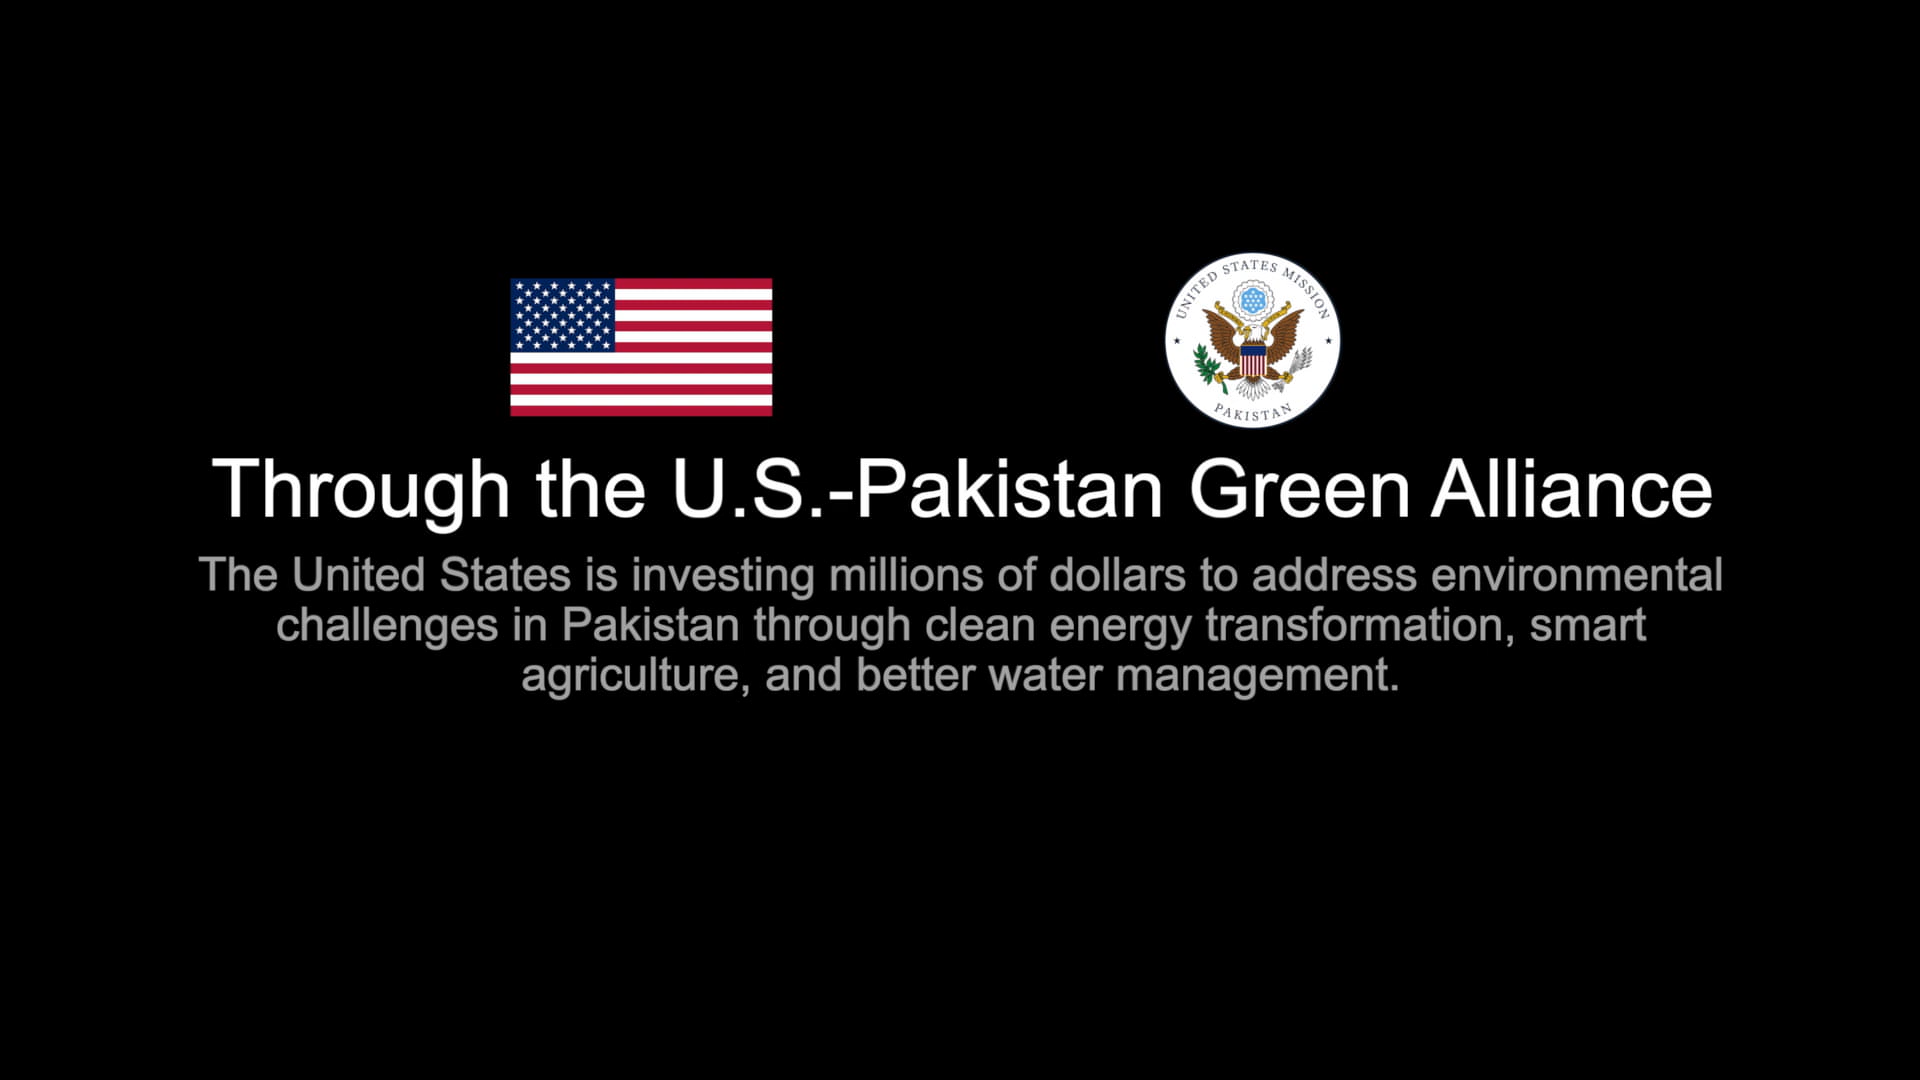 UNITED STATES MISSION
PAKISTAN
Through the U.S.-Pakistan Green Alliance
The United States is investing millions of dollars to address environmental
challenges in Pakistan through clean energy transformation, smart
agriculture, and better water management.